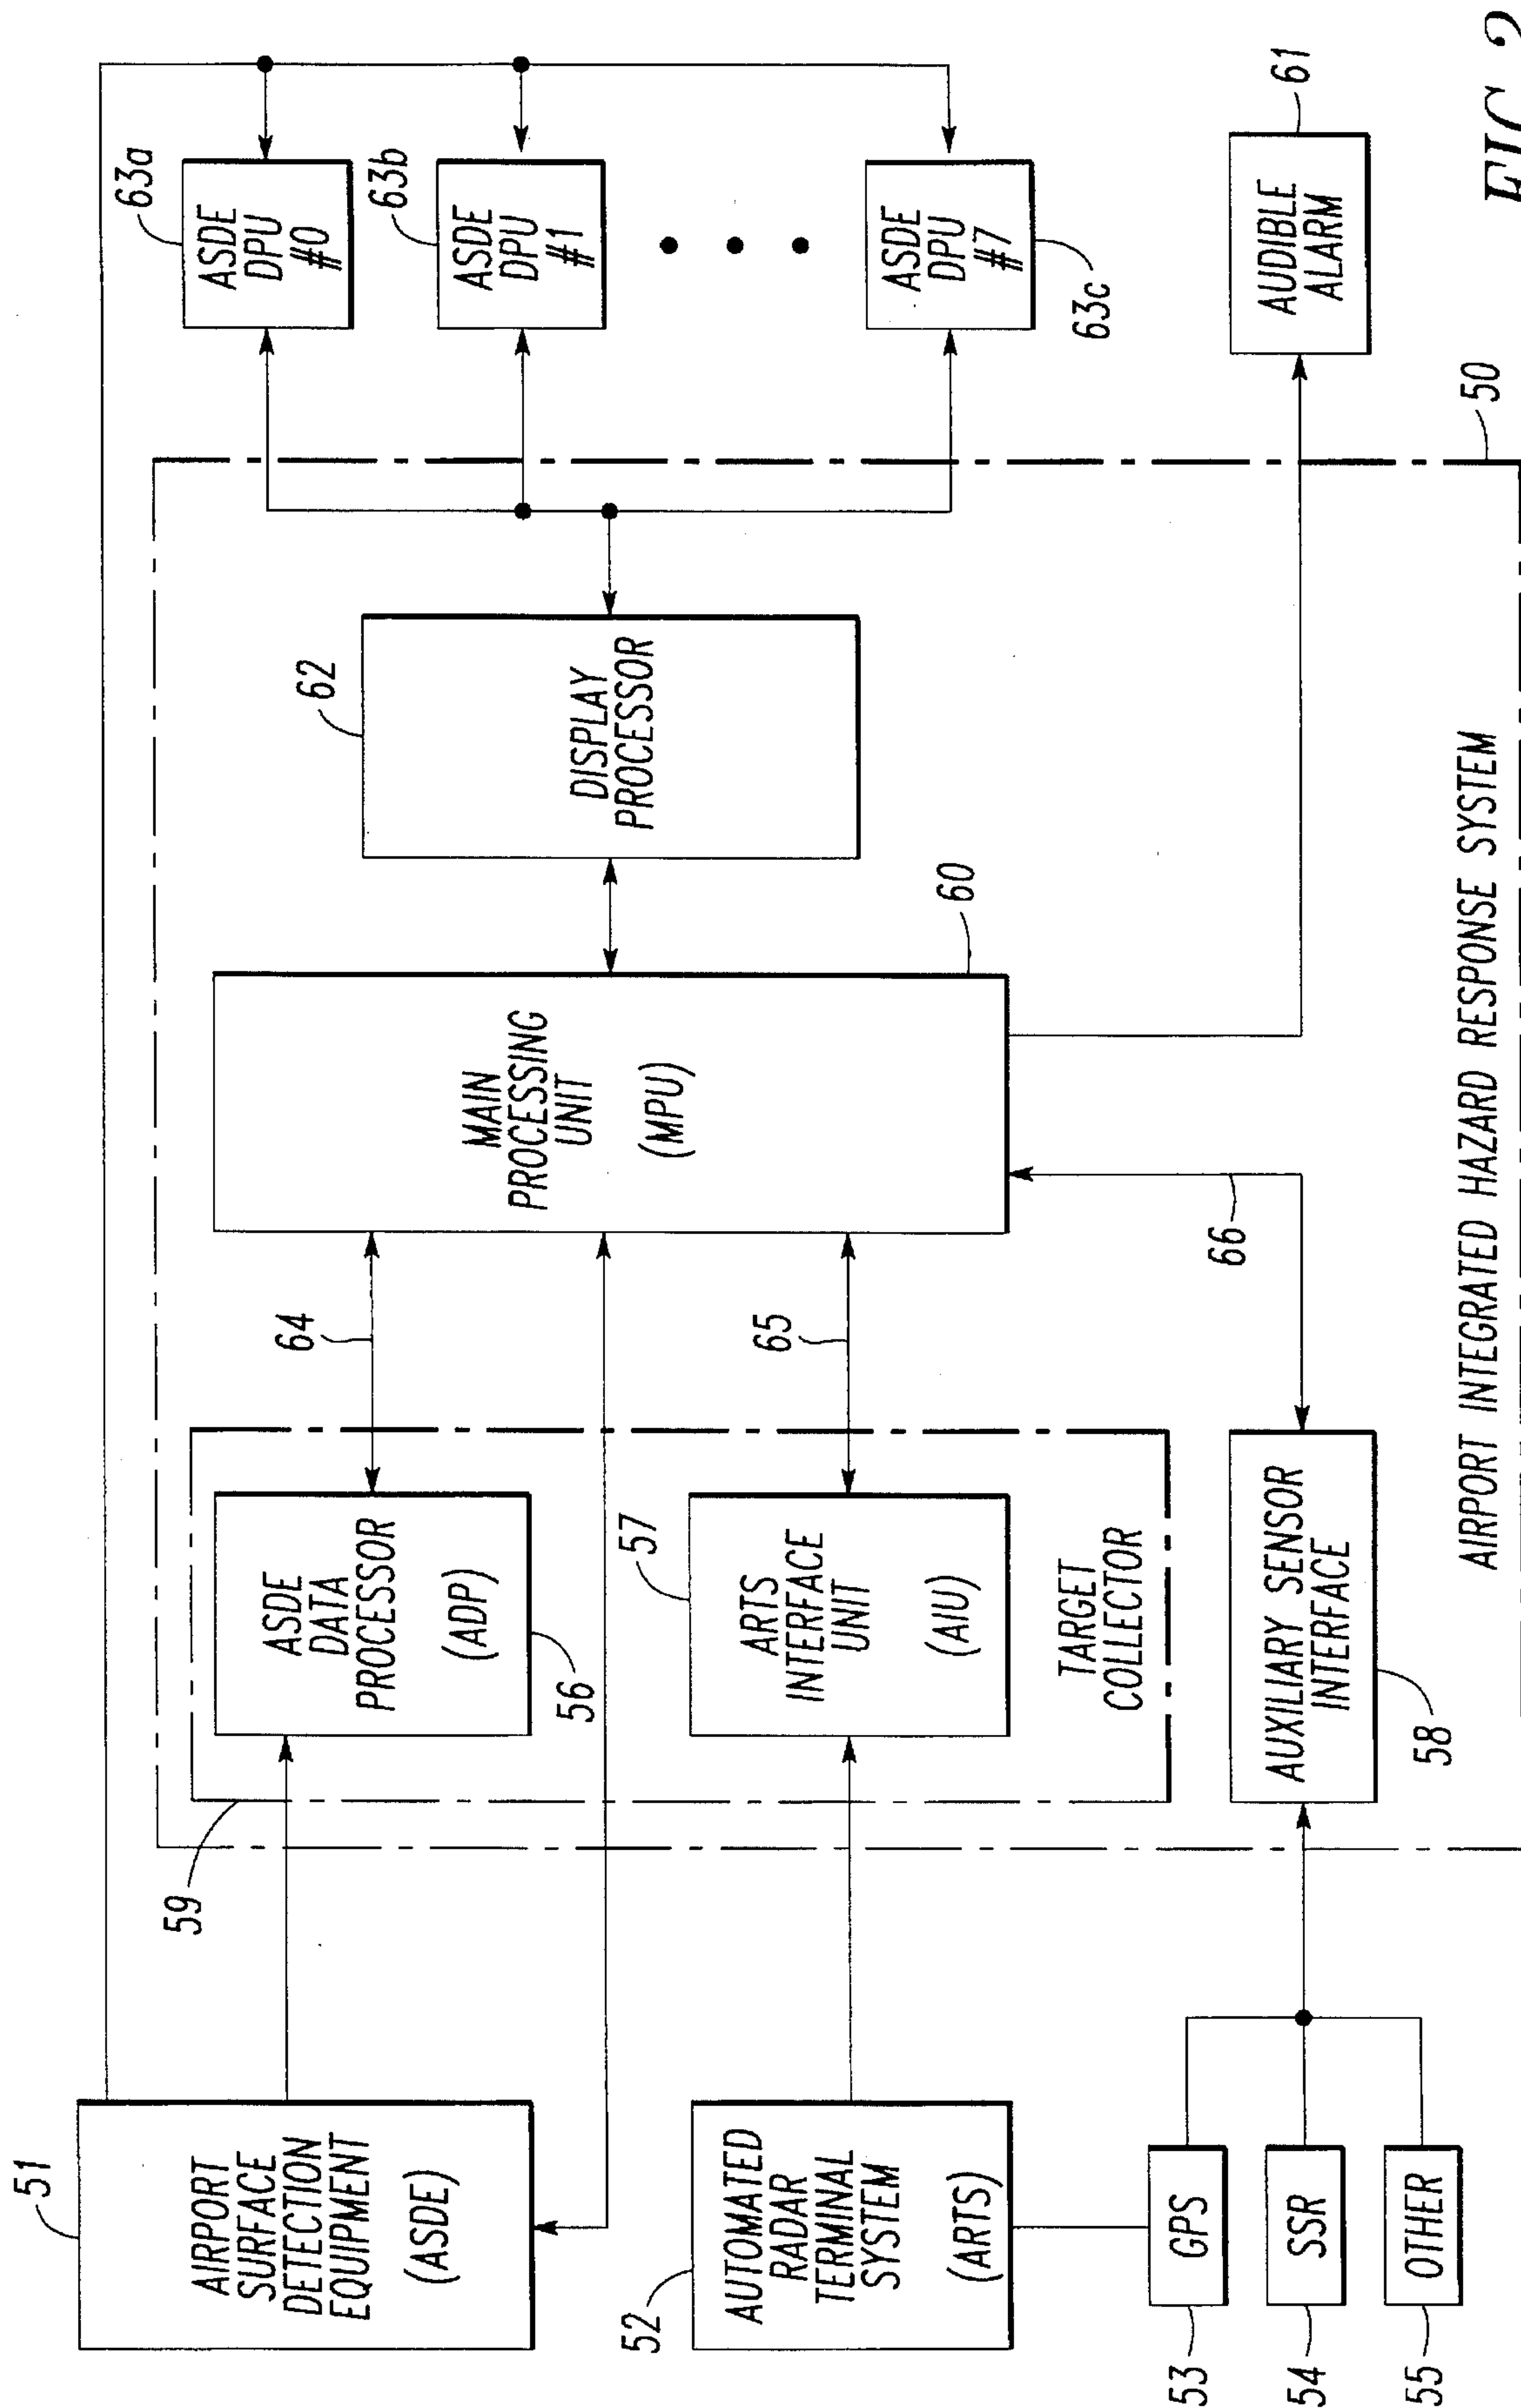 51
AIRPORT
SURFACE
DETECTION
EQUIPMENT
(ASDE)
52
AUTOMATED
RADAR
TERMINAL
SYSTEM
(ARTS)
53
GPS
54
SSR
55
OTHER
59
ASDE
DATA
PROCESSOR
(ADP)
56
57
ARTS
INTERFACE
UNIT
(AIU)
TARGET
COLLECTOR
AUXILIARY SENSOR
INTERFACE
58
64
65
66
MAIN
PROCESSING
UNIT
(MPU)
60
62
DISPLAY
PROCESSOR
63a
ASDE
DPU
#0
63b
ASDE
DPU
#1
ASDE
DPU
#7
63c
AUDIBLE
ALARM
61
50
AIRPORT INTEGRATED HAZARD RESPONSE SYSTEM
FIG. 2